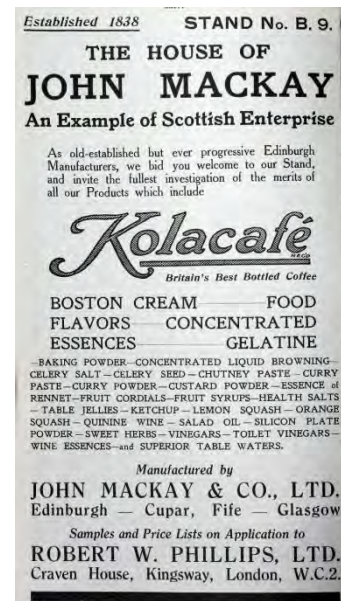 Established 1838 STAND No. B. 9.
THE HOUSE OF
JOHN MACKAY
An Example of Scottish Enterprise
As old-established but ever progressive Edinburgh
Manufacturers, we bid you welcome to our Stand,
and invite the fullest investigation of the merits of
all our Products which include
Kolacafé
Britain's Best Bottled Coffee
BOSTON CREAM — FOOD
FLAVORS — CONCENTRATED
ESSENCES — GELATINE
—BAKING POWDER—CONCENTRATED LIQUID BROWNING—
CELERY SALT—CELERY SEED—CHUTNEY PASTE—CURRY
PASTE—CURRY POWDER—CUSTARD POWDER—ESSENCE of
RENNET—FRUIT CORDIALS—FRUIT SYRUPS—HEALTH SALTS
— TABLE JELLIES — KETCHUP — LEMON SQUASH — ORANGE
SQUASH — QUININE WINE — SALAD OIL — SILICON PLATE
POWDER — SWEET HERBS — VINEGARS — TOILET VINEGARS —
WINE ESSENCES—and SUPERIOR TABLE WATERS.
Manufactured by
JOHN MACKAY & CO., LTD.
Edinburgh — Cupar, Fife — Glasgow
Samples and Price Lists on Application to
ROBERT W. PHILLIPS, LTD.
Craven House, Kingsway, London, W.C.2.